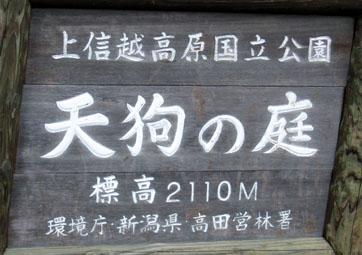 上信越高原国立公園
天狗の庭
標高2110M
環境庁・新潟県・高田営林署